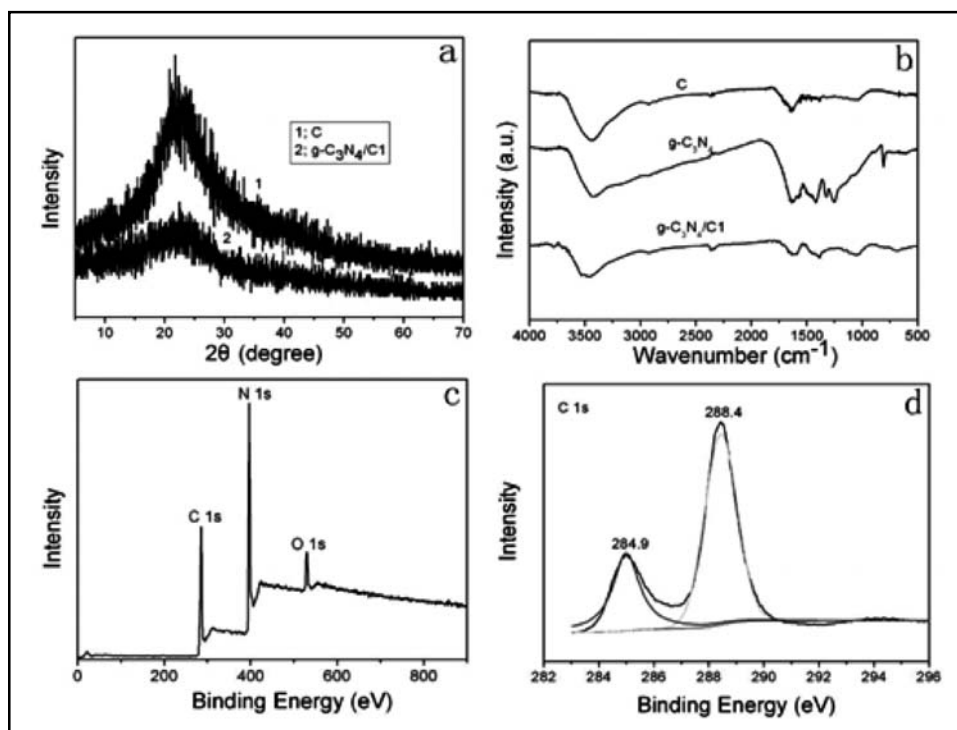 a
1; C
2; g-C₃N₄/C1
1
2
Intensity
10 20 30 40 50 60 70
2θ (degree)
b
C
g-C₃N₄
g-C₃N₄/C1
Intensity (a.u.)
4000 3500 3000 2500 2000 1500 1000 500
Wavenumber (cm⁻¹)
c
N 1s
C 1s
O 1s
Intensity
0 200 400 600 800
Binding Energy (eV)
d
C 1s
288.4
284.9
Intensity
282 284 286 288 290 292 294 296
Binding Energy (eV)